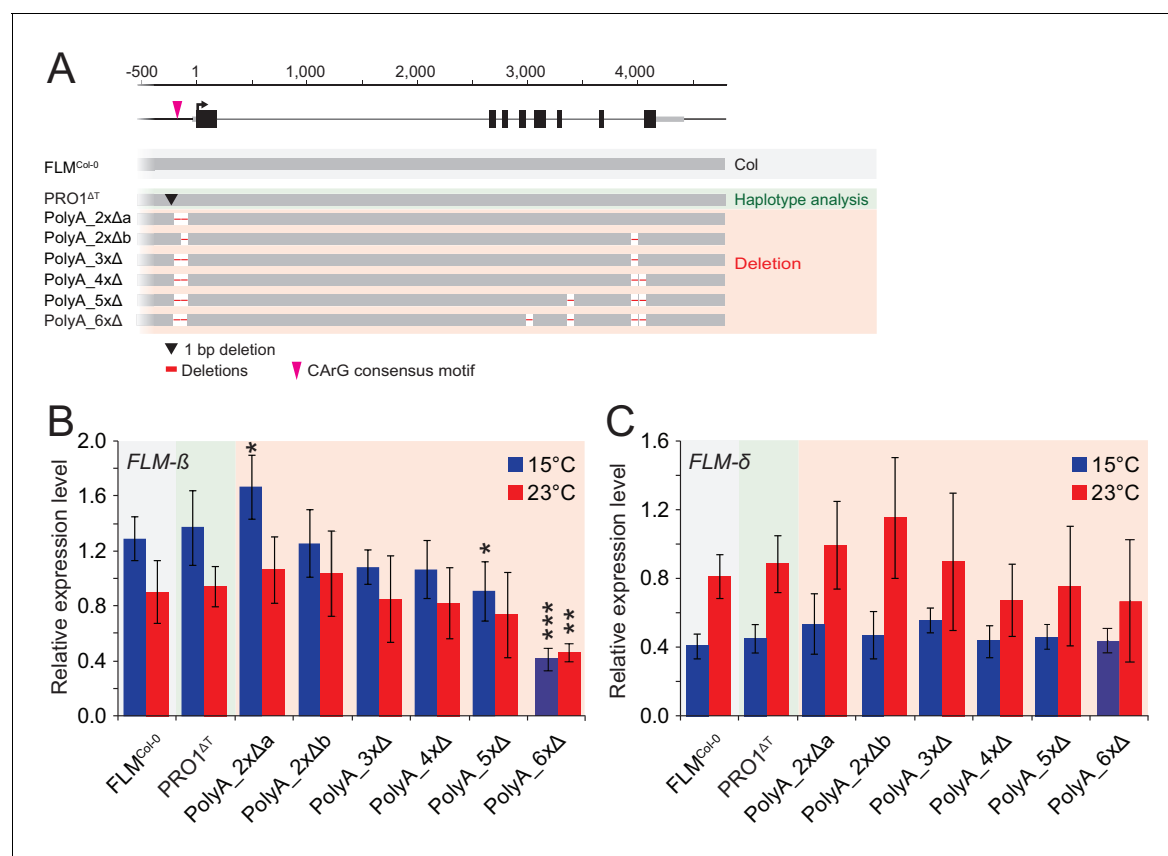 A
-500 1 1,000 2,000 3,000 4,000
FLM^Col-0 Col
PRO1^ΔT Haplotype analysis
PolyA_2xΔa
PolyA_2xΔb
PolyA_3xΔ Deletion
PolyA_4xΔ
PolyA_5xΔ
PolyA_6xΔ
1 bp deletion
Deletions CArG consensus motif
B
FLM-ß
15°C
23°C
Relative expression level
2.0
1.6
1.2
0.8
0.4
0.0
*
*
***
**
FLM^Col-0
PRO1^ΔT
PolyA_2xΔa
PolyA_2xΔb
PolyA_3xΔ
PolyA_4xΔ
PolyA_5xΔ
PolyA_6xΔ
C
FLM-δ
15°C
23°C
Relative expression level
1.6
1.2
0.8
0.4
0.0
FLM^Col-0
PRO1^ΔT
PolyA_2xΔa
PolyA_2xΔb
PolyA_3xΔ
PolyA_4xΔ
PolyA_5xΔ
PolyA_6xΔ